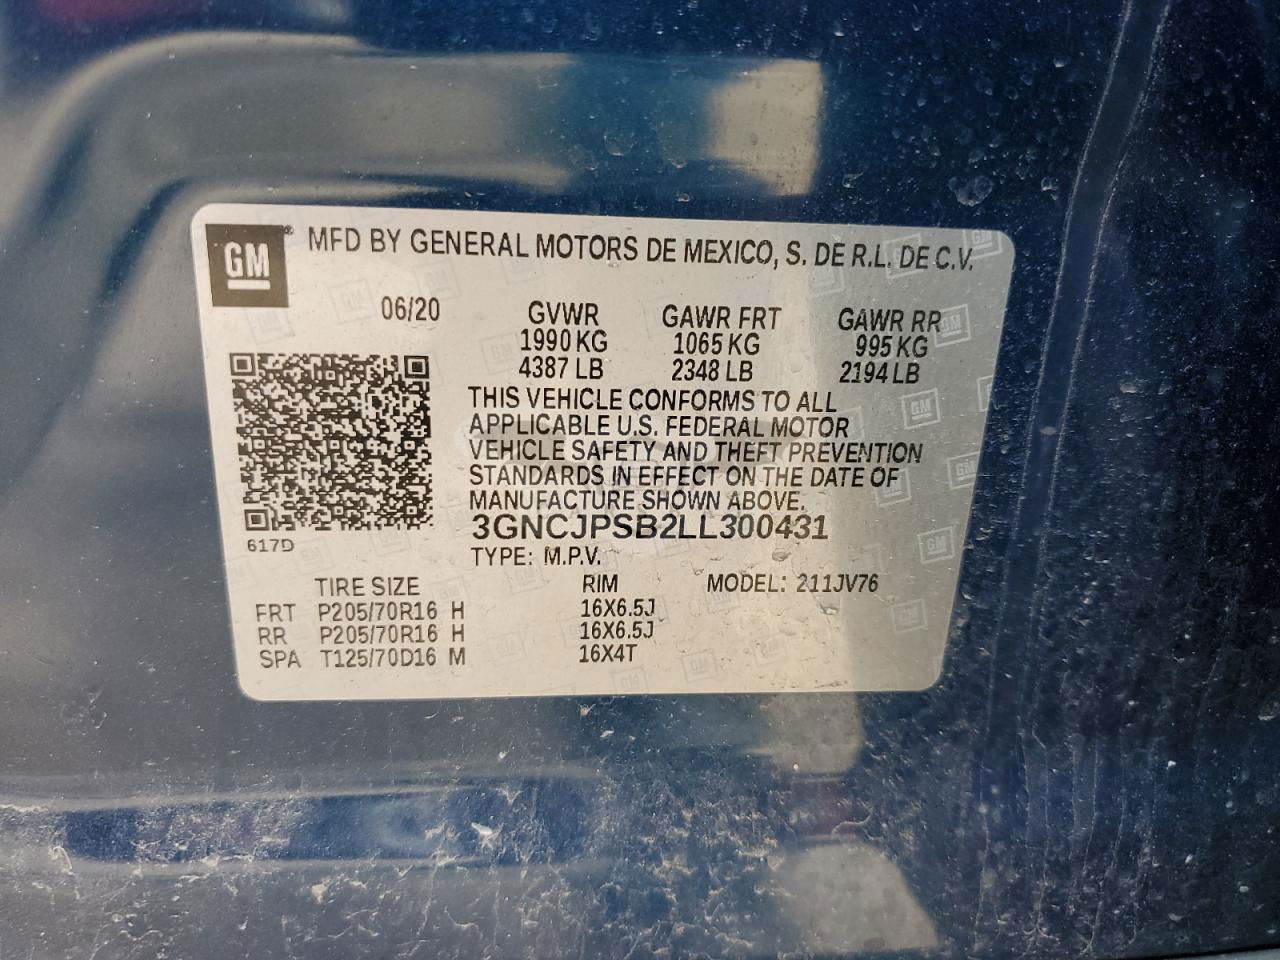 GM ® MFD BY GENERAL MOTORS DE MEXICO, S. DE R.L. DE C.V.
06/20 GVWR GAWR FRT GAWR RR
1990 KG 1065 KG 995 KG
4387 LB 2348 LB 2194 LB
THIS VEHICLE CONFORMS TO ALL
APPLICABLE U.S. FEDERAL MOTOR
VEHICLE SAFETY AND THEFT PREVENTION
STANDARDS IN EFFECT ON THE DATE OF
MANUFACTURE SHOWN ABOVE.
3GNCJPSB2LL300431
617D
TYPE: M.P.V.
TIRE SIZE RIM MODEL: 211JV76
FRT P205/70R16 H 16X6.5J
RR P205/70R16 H 16X6.5J
SPA T125/70D16 M 16X4T